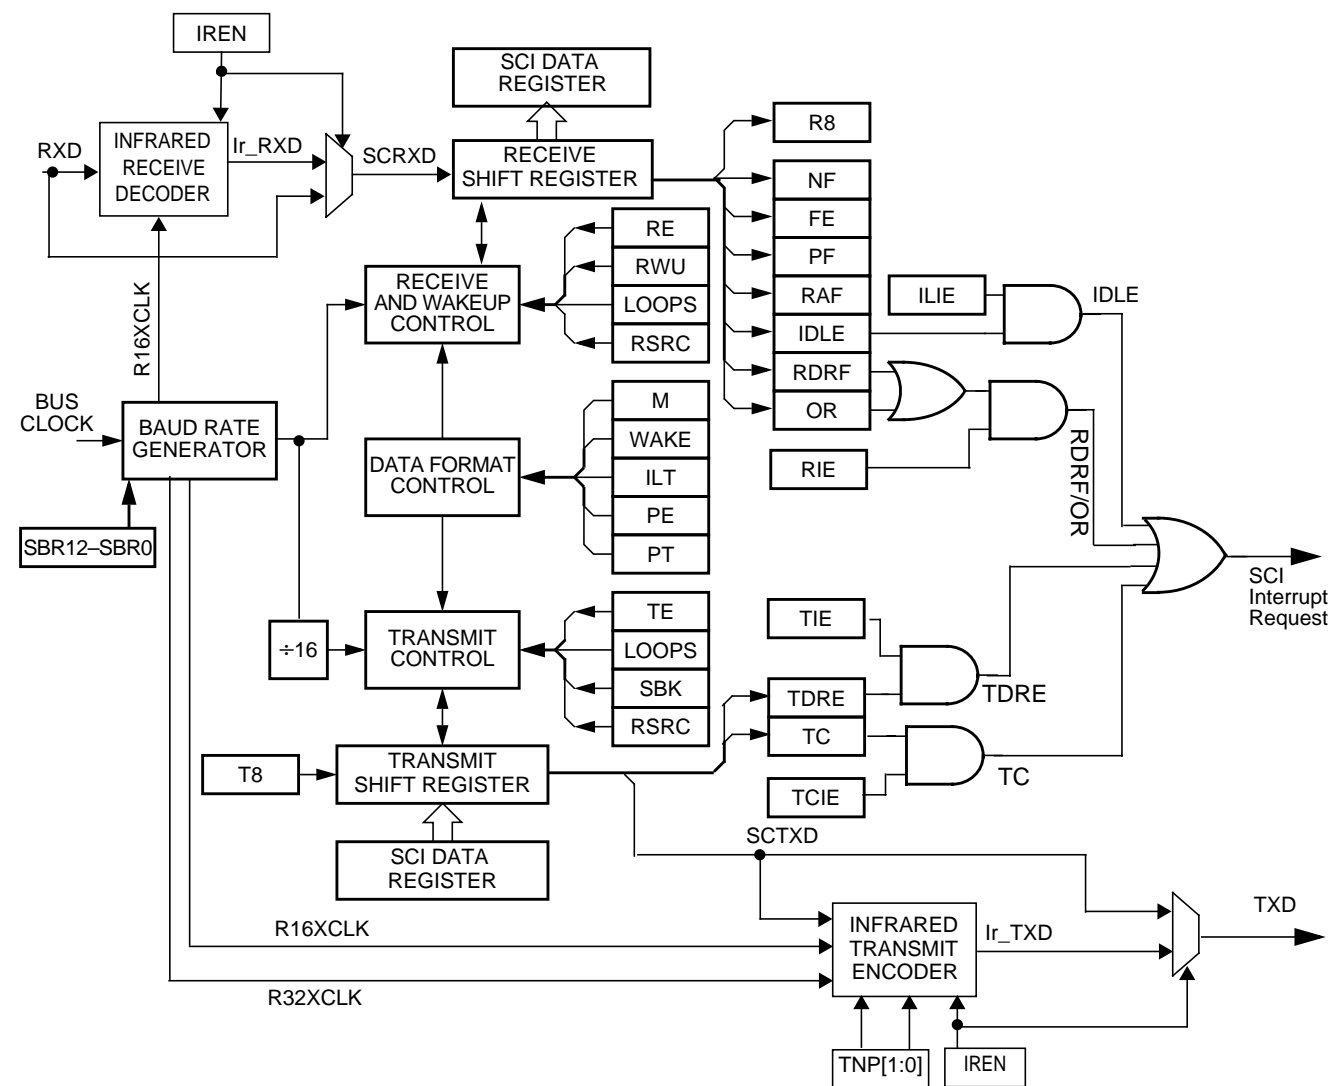 IREN
SCI DATA
REGISTER
RXD
INFRARED
RECEIVE
DECODER
Ir_RXD
SCRXD
RECEIVE
SHIFT REGISTER
R8
NF
FE
PF
RAF
IDLE
RDRF
OR
RE
RWU
LOOPS
RSRC
RECEIVE
AND WAKEUP
CONTROL
ILIE
IDLE
R16XCLK
BUS
CLOCK
BAUD RATE
GENERATOR
SBR12–SBR0
DATA FORMAT
CONTROL
M
WAKE
ILT
PE
PT
RIE
RDRF/OR
SCI
Interrupt
Request
÷16
TRANSMIT
CONTROL
TE
LOOPS
SBK
RSRC
TIE
TDRE
TDRE
TC
TCIE
TC
T8
TRANSMIT
SHIFT REGISTER
SCI DATA
REGISTER
SCTXD
R16XCLK
R32XCLK
INFRARED
TRANSMIT
ENCODER
Ir_TXD
TXD
TNP[1:0]
IREN